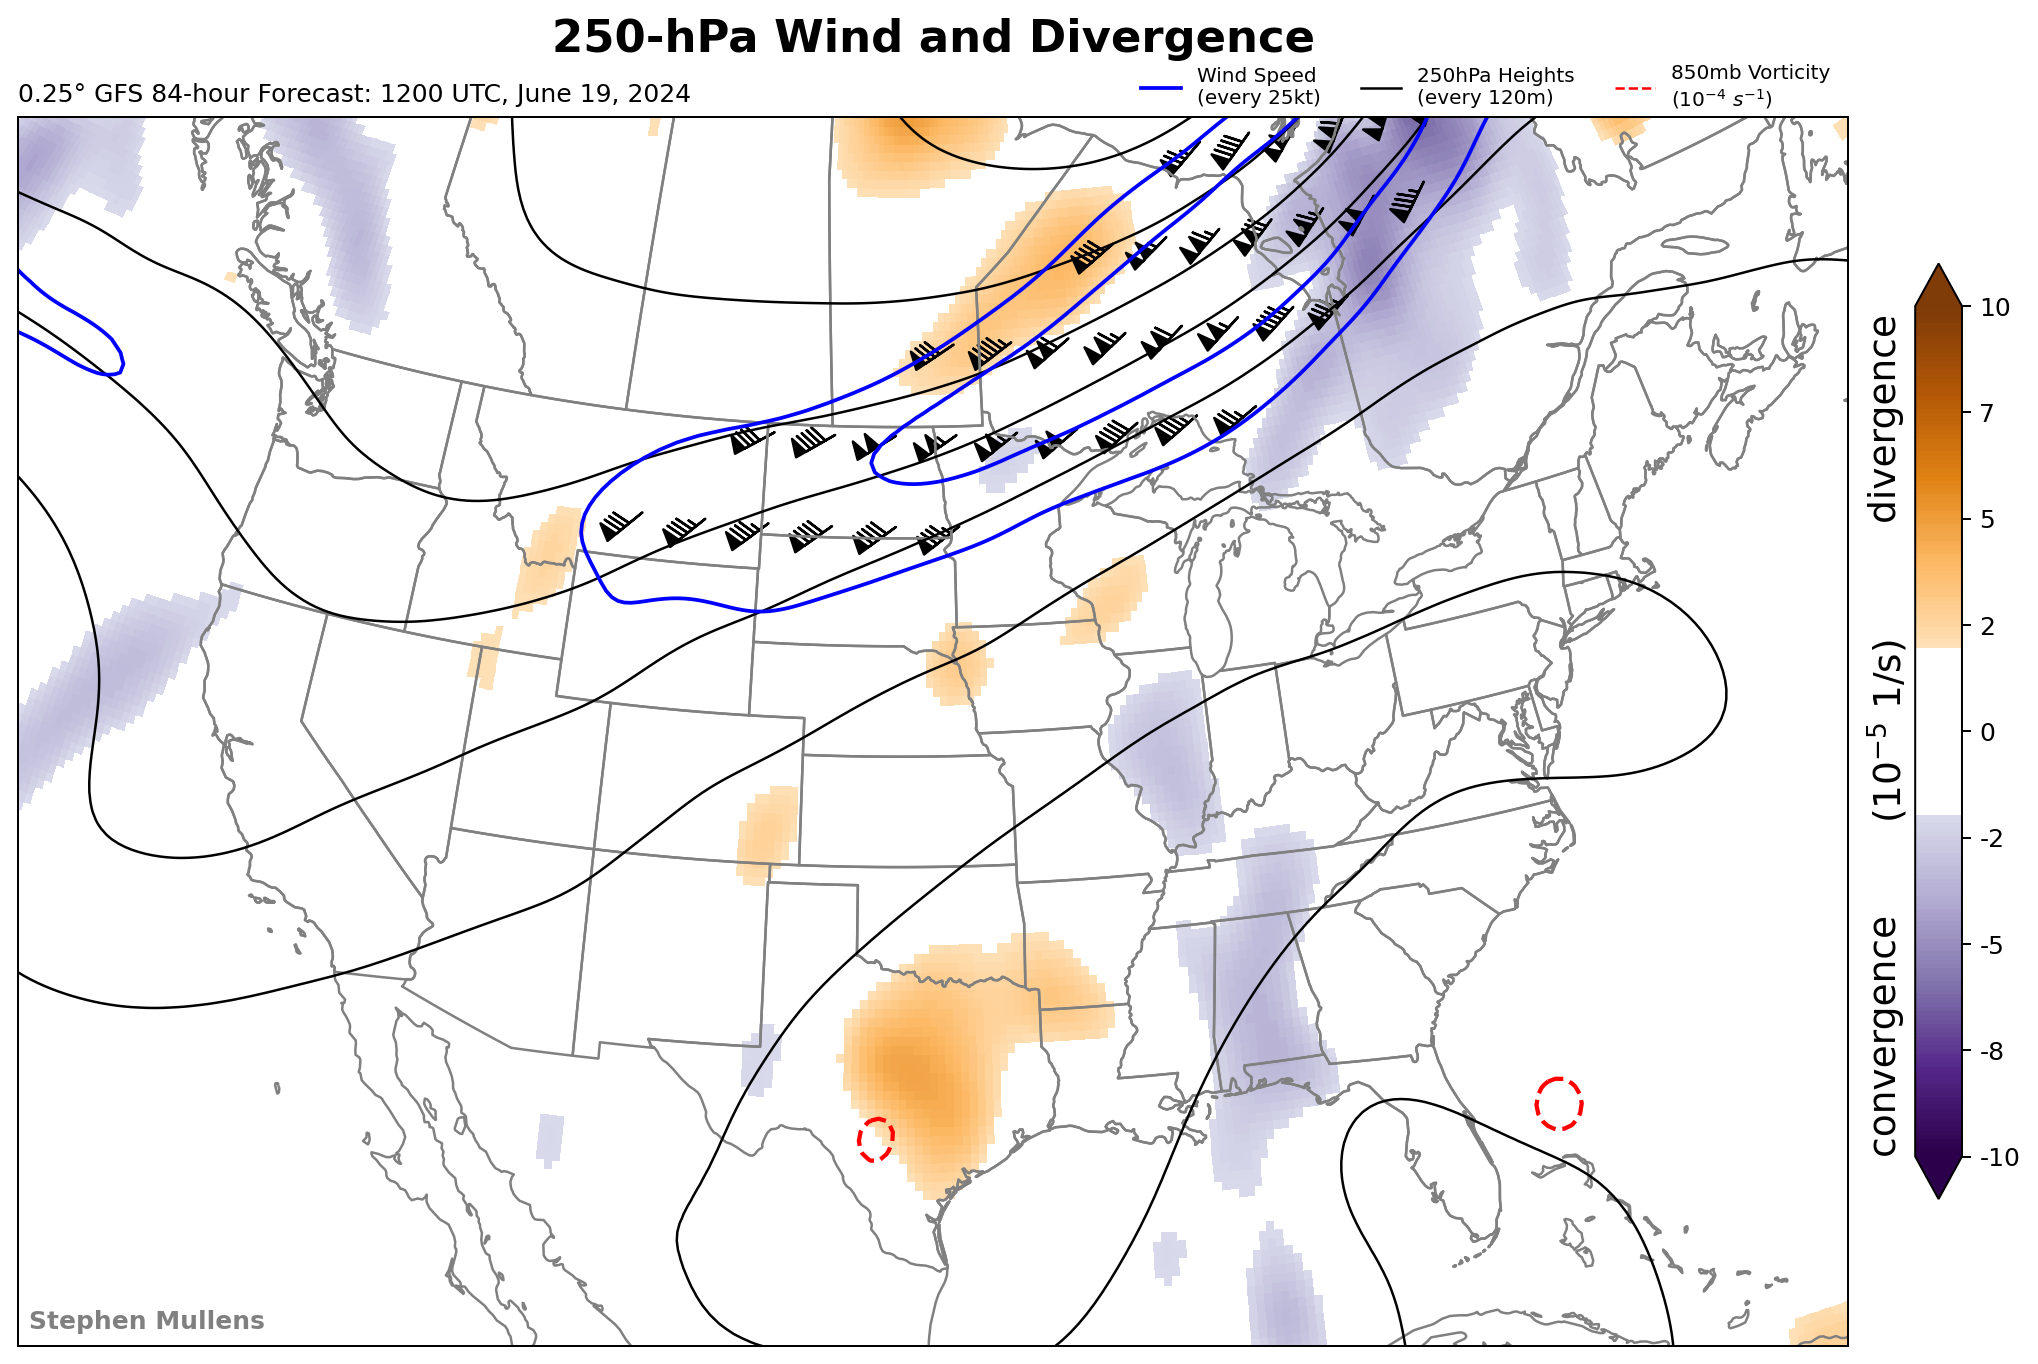 250-hPa Wind and Divergence
0.25° GFS 84-hour Forecast: 1200 UTC, June 19, 2024
Wind Speed
(every 25kt)
250hPa Heights
(every 120m)
850mb Vorticity
(10⁻⁴ s⁻¹)
10
7
5
2
0
-2
-5
-8
-10
convergence (10⁻⁵ 1/s) divergence
Stephen Mullens